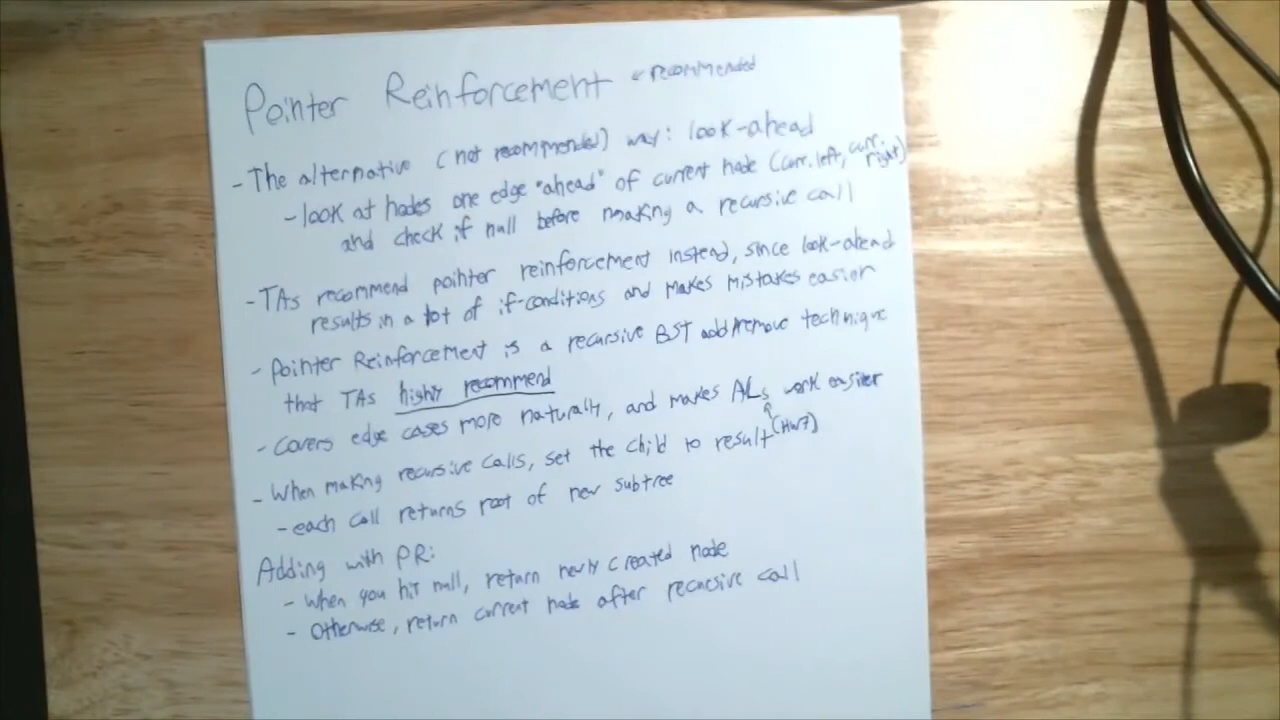 Pointer Reinforcement ← recommended
- The alternative (not recommended) way: look-ahead
- look at nodes one edge "ahead" of current node (curr.left, curr.right)
and check if null before making a recursive call
- TAs recommend pointer reinforcement instead, since look-ahead
results in a lot of if-conditions and makes mistakes easier
- Pointer Reinforcement is a recursive BST add/remove technique
that TAs highly recommend
- Covers edge cases more naturally, and makes AVLs work easier
(HW7)
- When making recursive calls, set the child to result
- each call returns root of new subtree
Adding with PR:
- When you hit null, return newly created node
- Otherwise, return current node after recursive call